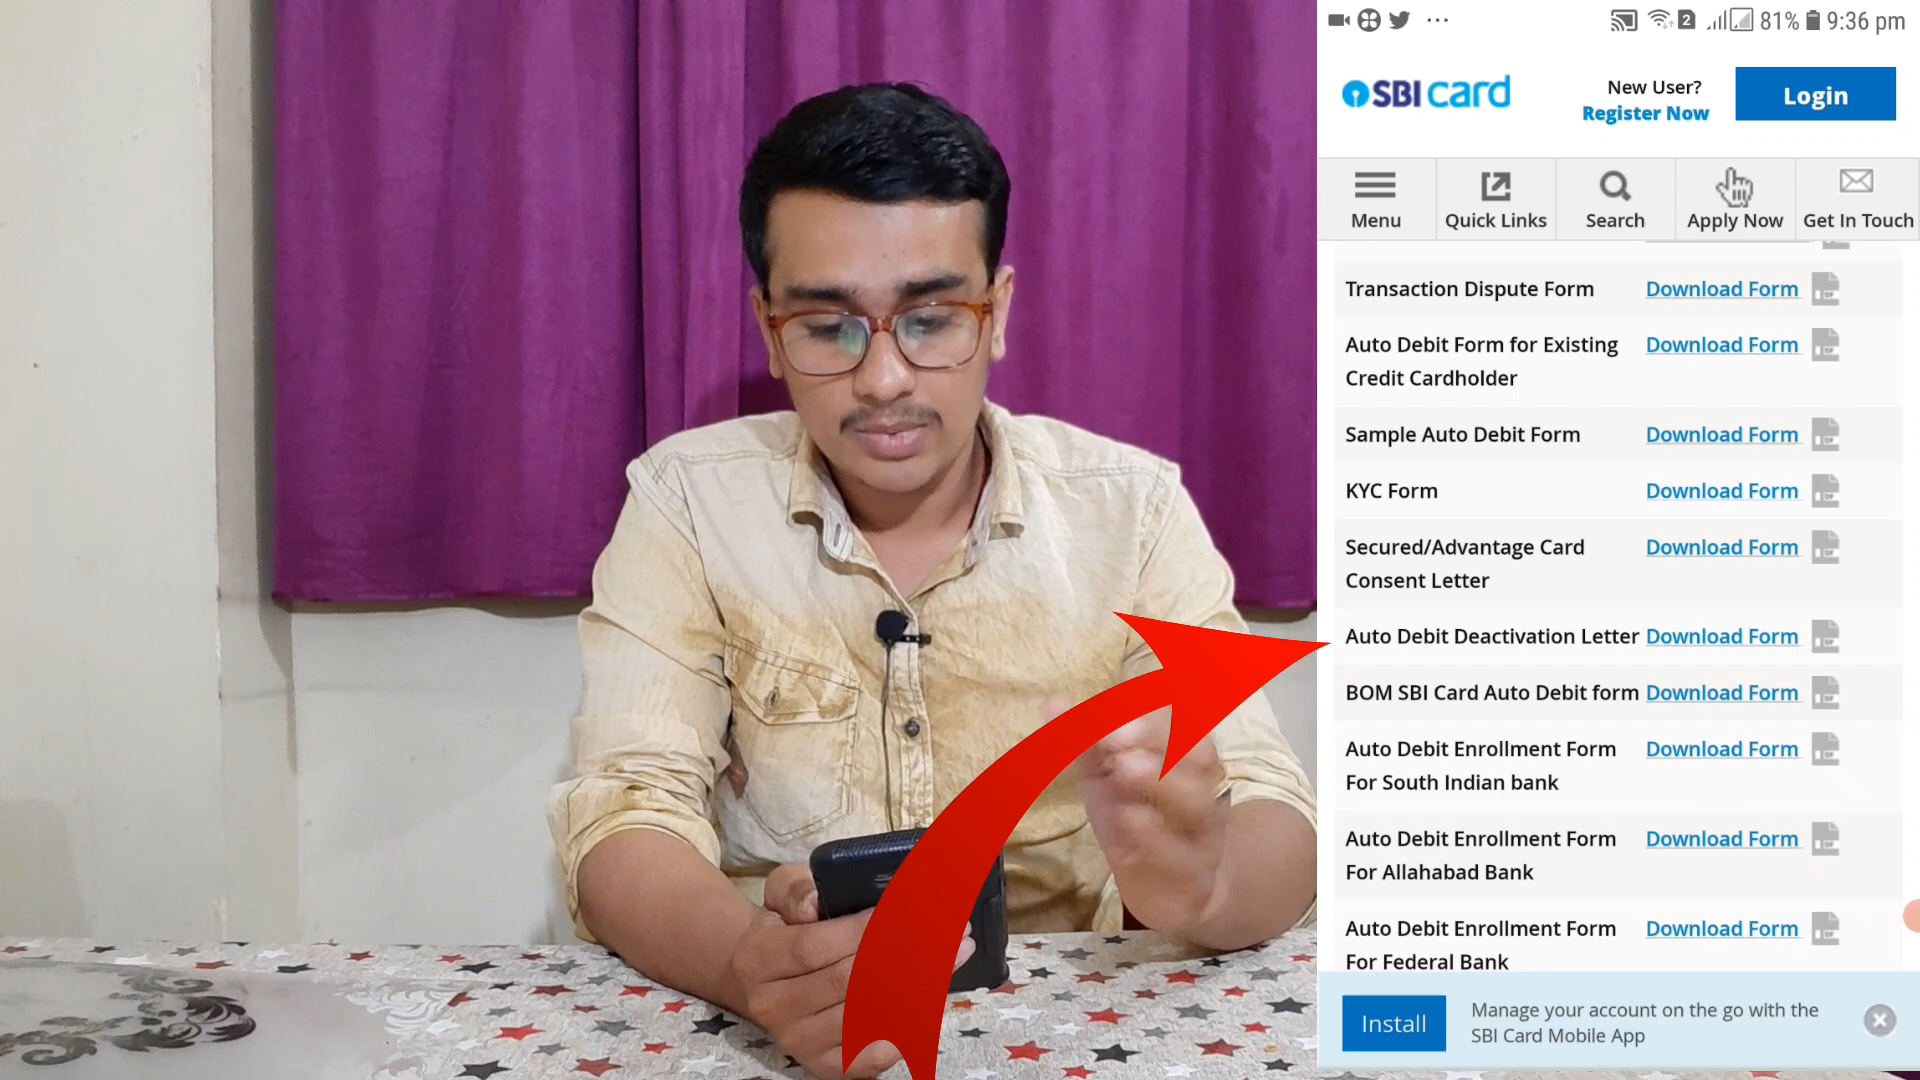 2 81% 9:36 pm
SBI card
New User?
Register Now
Login
Menu
Quick Links
Search
Apply Now
Get In Touch
Transaction Dispute Form Download Form
Auto Debit Form for Existing Download Form
Credit Cardholder
Sample Auto Debit Form Download Form
KYC Form Download Form
Secured/Advantage Card Download Form
Consent Letter
Auto Debit Deactivation Letter Download Form
BOM SBI Card Auto Debit form Download Form
Auto Debit Enrollment Form Download Form
For South Indian bank
Auto Debit Enrollment Form Download Form
For Allahabad Bank
Auto Debit Enrollment Form Download Form
For Federal Bank
Install
Manage your account on the go with the
SBI Card Mobile App